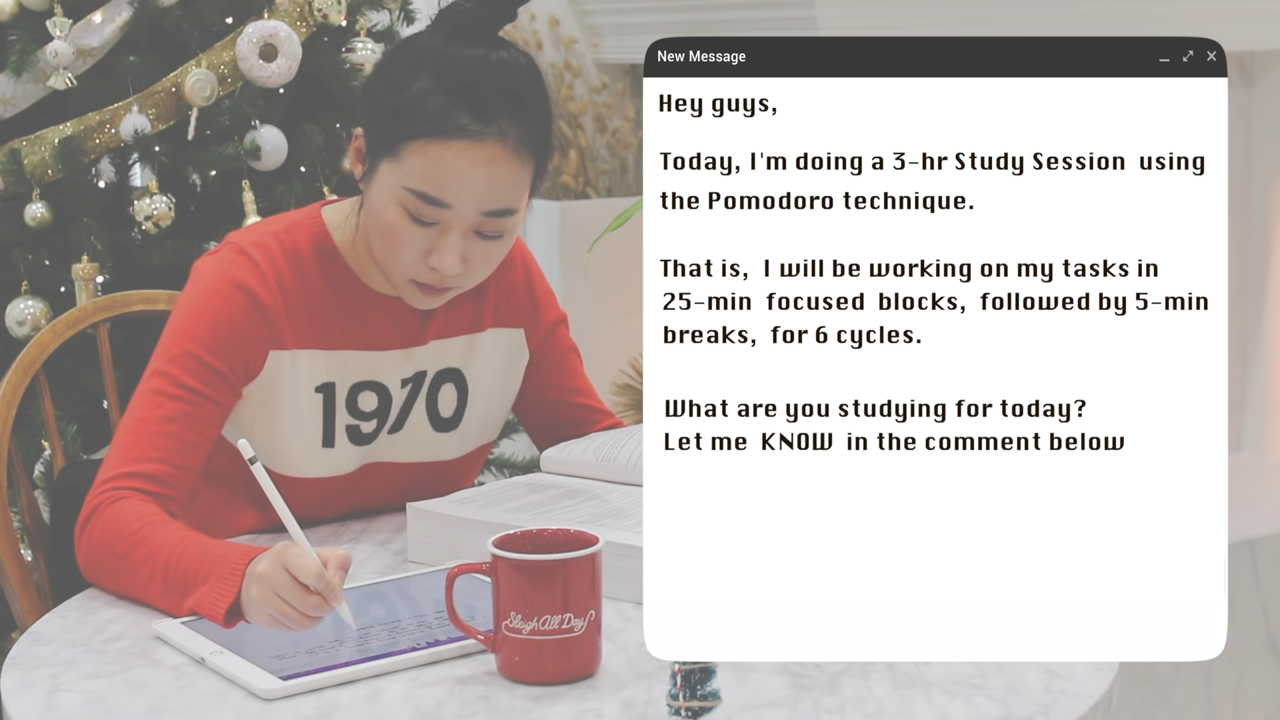 New Message
Hey guys,
Today, I'm doing a 3-hr Study Session using
the Pomodoro technique.
That is, I will be working on my tasks in
25-min focused blocks, followed by 5-min
breaks, for 6 cycles.
What are you studying for today?
Let me KNOW in the comment below
1970
Sleigh All Day